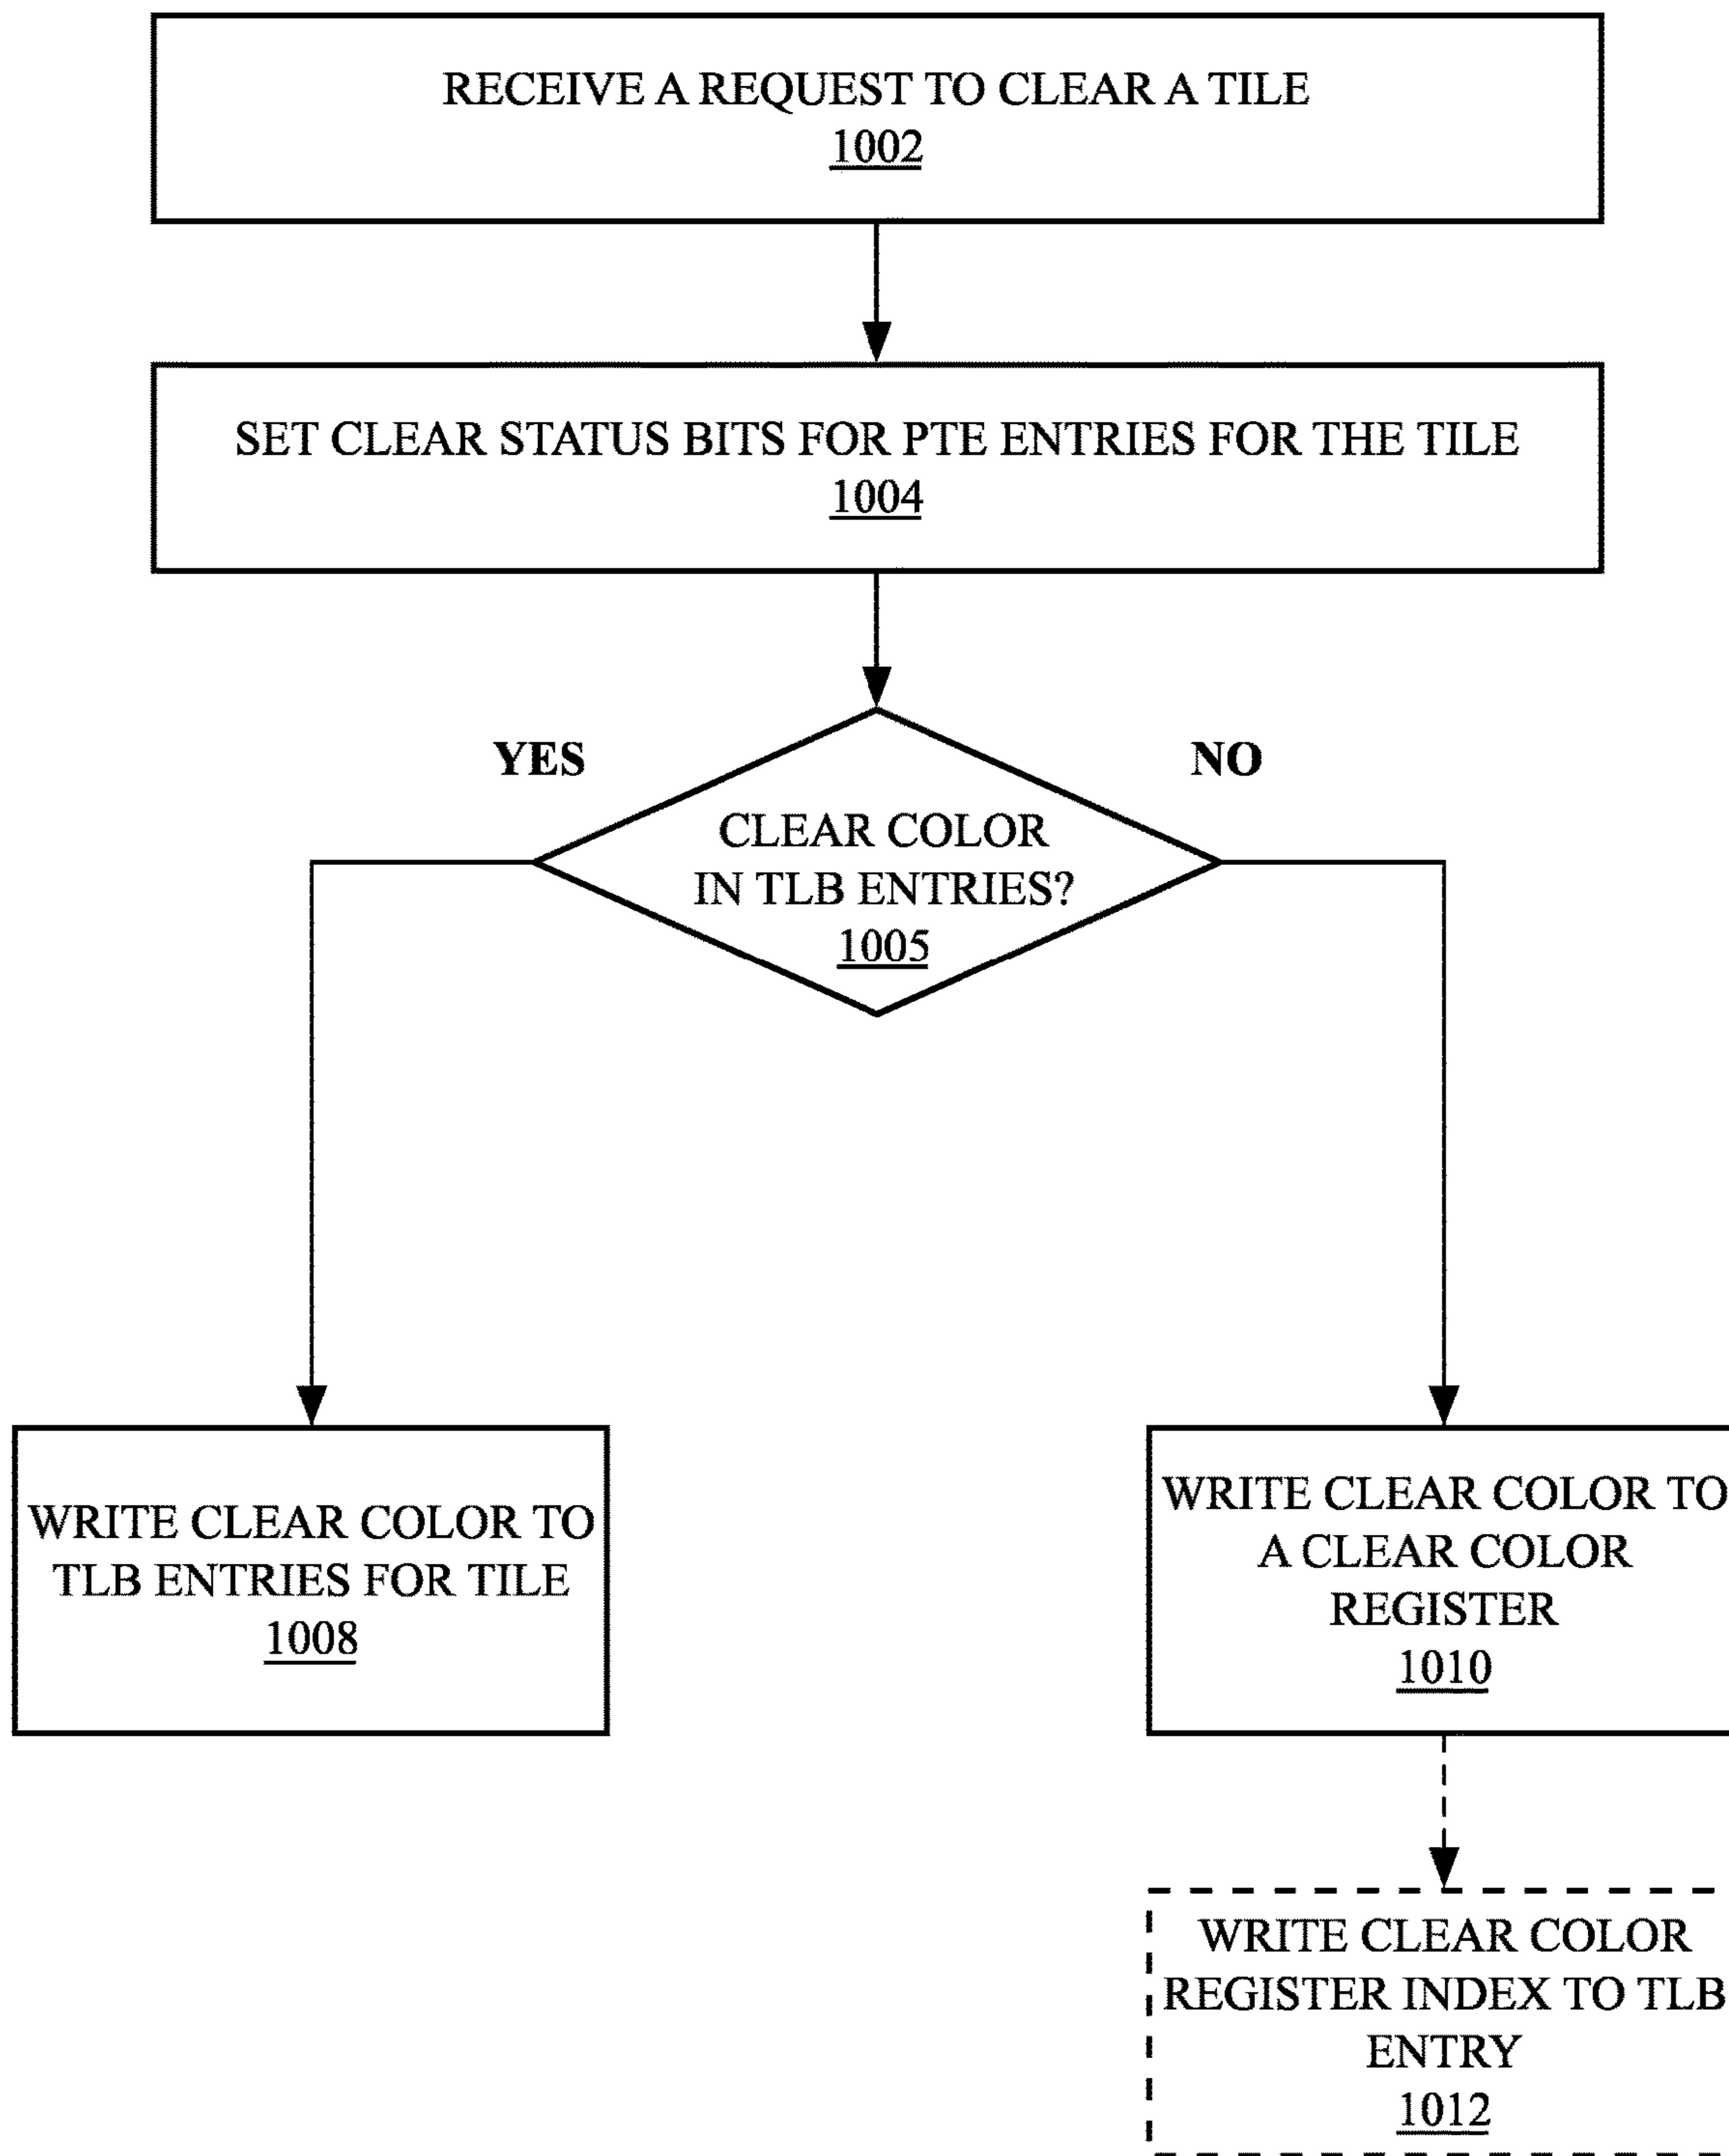 RECEIVE A REQUEST TO CLEAR A TILE
1002
SET CLEAR STATUS BITS FOR PTE ENTRIES FOR THE TILE
1004
YES
NO
CLEAR COLOR
IN TLB ENTRIES?
1005
WRITE CLEAR COLOR TO
TLB ENTRIES FOR TILE
1008
WRITE CLEAR COLOR TO
A CLEAR COLOR
REGISTER
1010
WRITE CLEAR COLOR
REGISTER INDEX TO TLB
ENTRY
1012